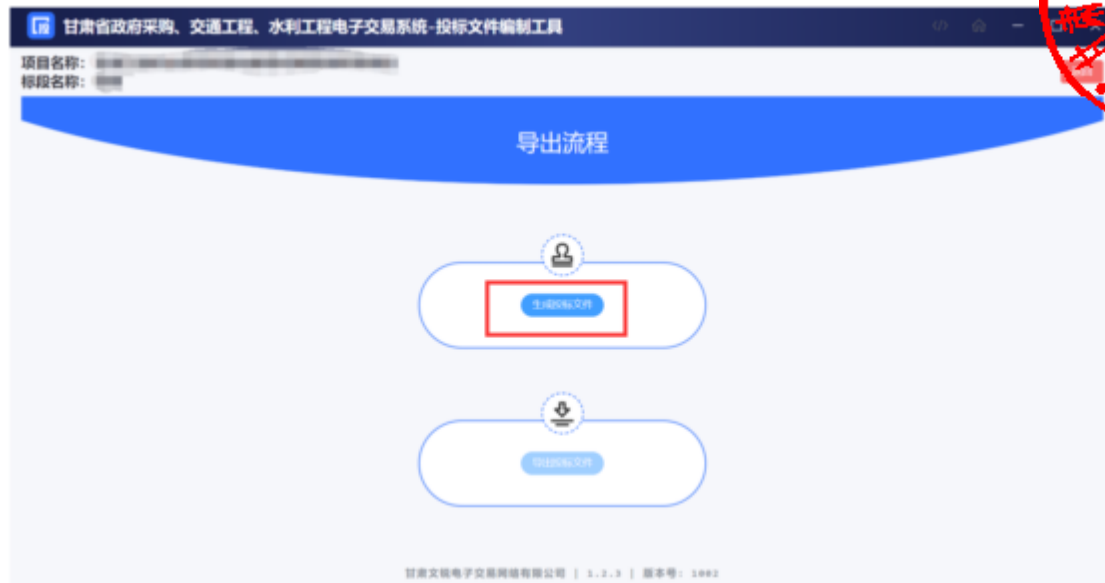 甘肃省政府采购、交通工程、水利工程电子交易系统-投标文件编制工具
项目名称：
标段名称：
导出流程
生成投标文件
导出投标文件
甘肃文锐电子交易网络有限公司 | 1.2.3 | 版本号: 1002